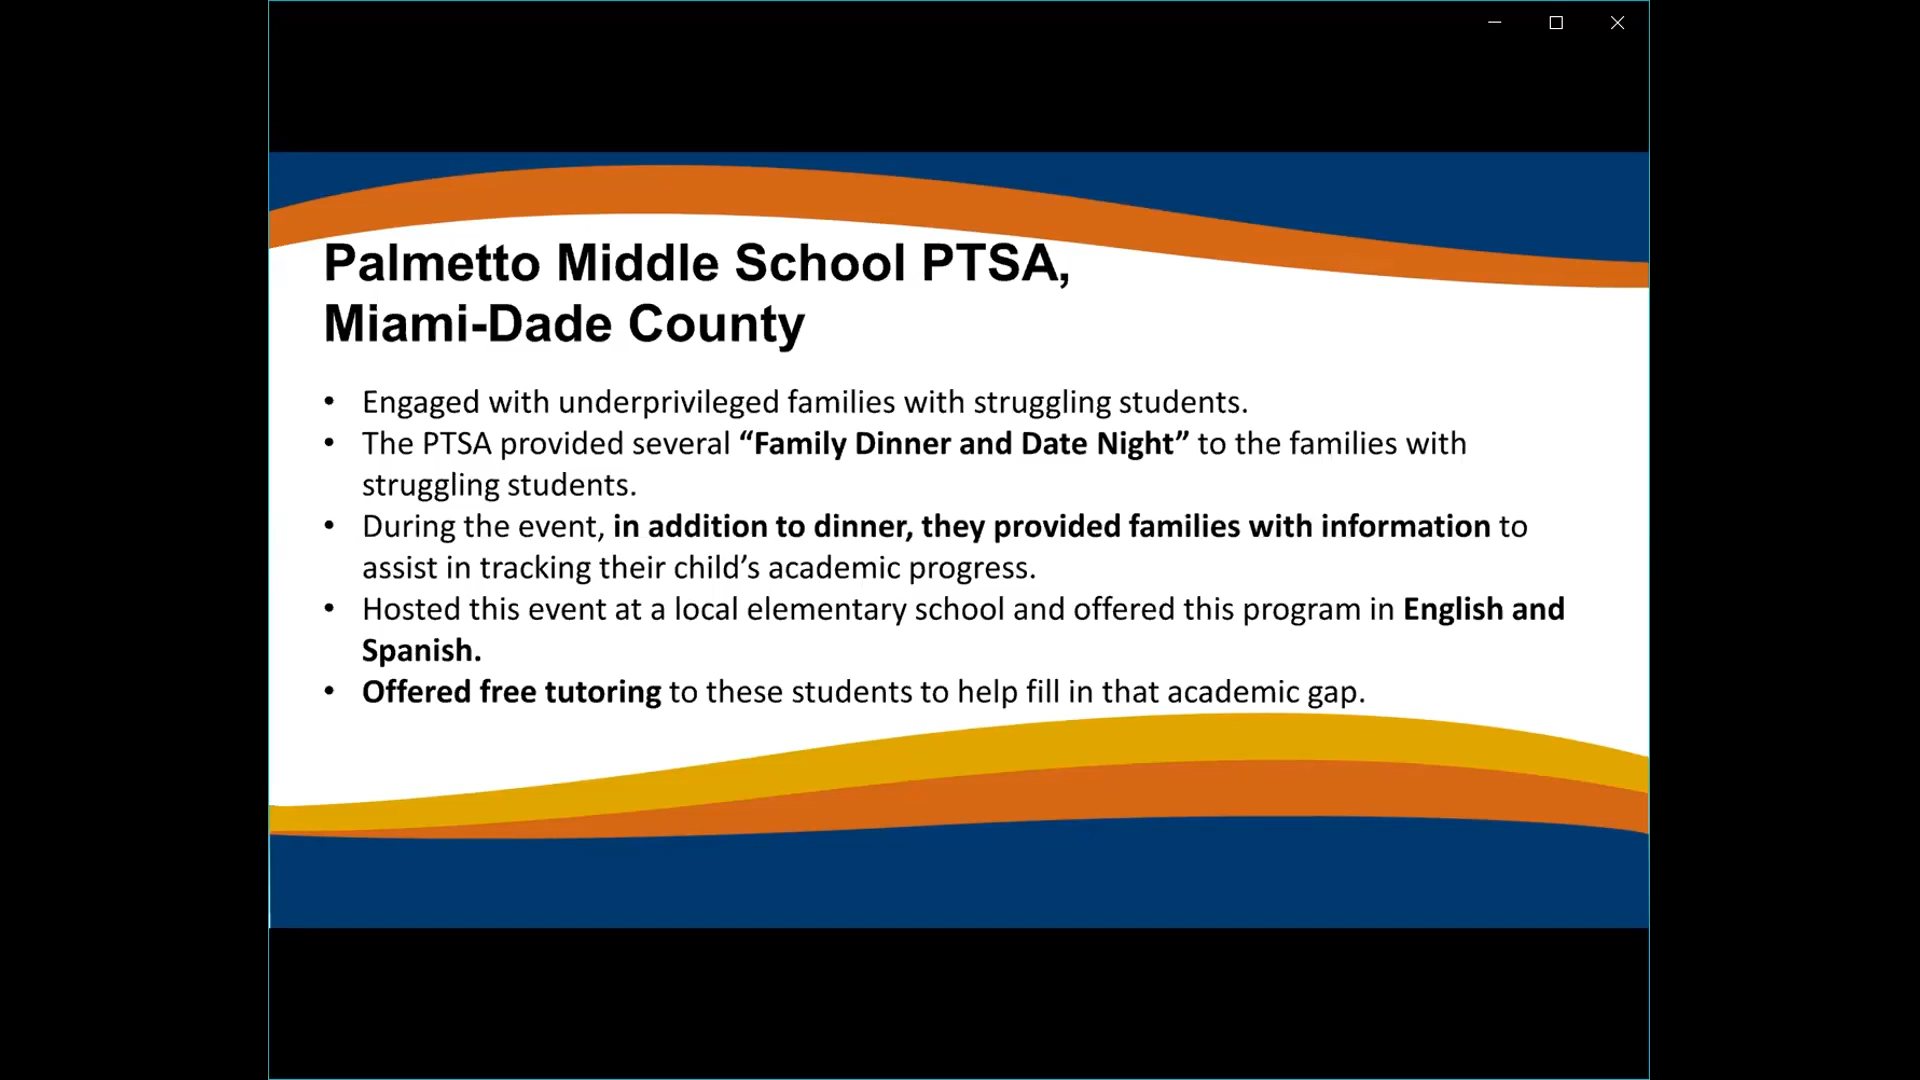 Palmetto Middle School PTSA,
Miami-Dade County
• Engaged with underprivileged families with struggling students.
• The PTSA provided several “Family Dinner and Date Night” to the families with
struggling students.
• During the event, in addition to dinner, they provided families with information to
assist in tracking their child’s academic progress.
• Hosted this event at a local elementary school and offered this program in English and
Spanish.
• Offered free tutoring to these students to help fill in that academic gap.